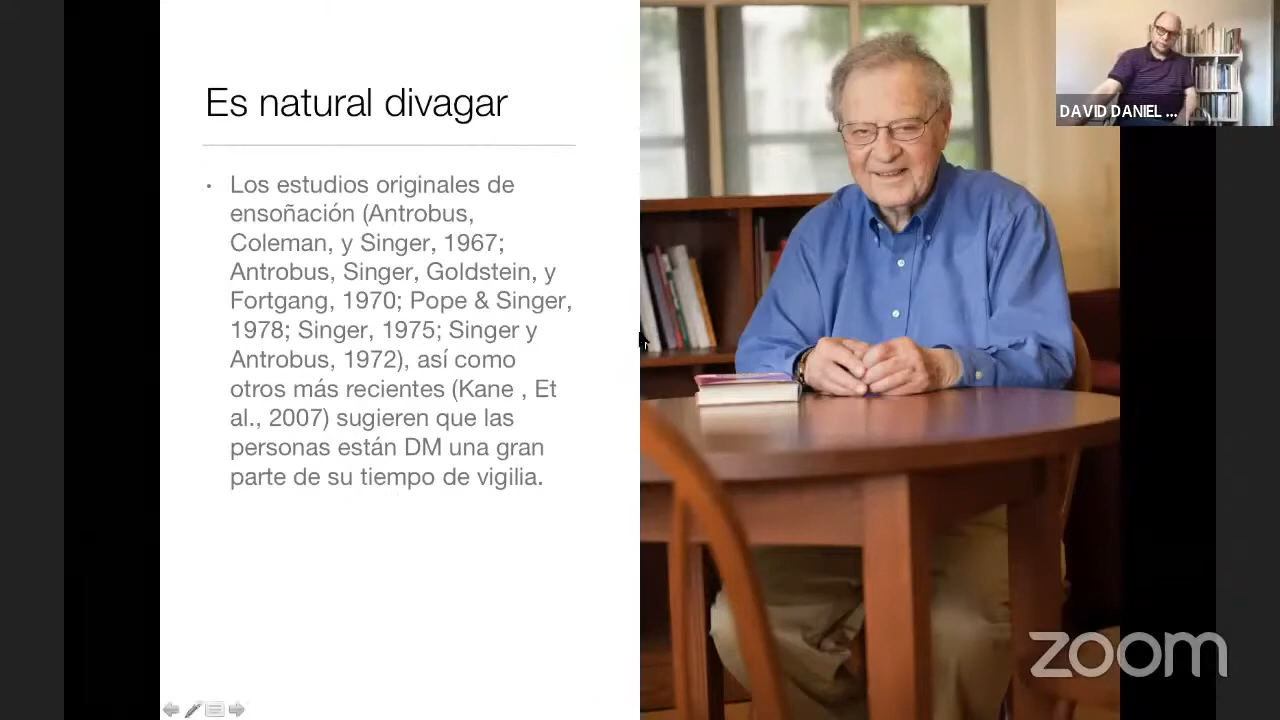 Es natural divagar
• Los estudios originales de
ensoñación (Antrobus,
Coleman, y Singer, 1967;
Antrobus, Singer, Goldstein, y
Fortgang, 1970; Pope & Singer,
1978; Singer, 1975; Singer y
Antrobus, 1972), así como
otros más recientes (Kane , Et
al., 2007) sugieren que las
personas están DM una gran
parte de su tiempo de vigilia.
DAVID DANIEL ...
zoom